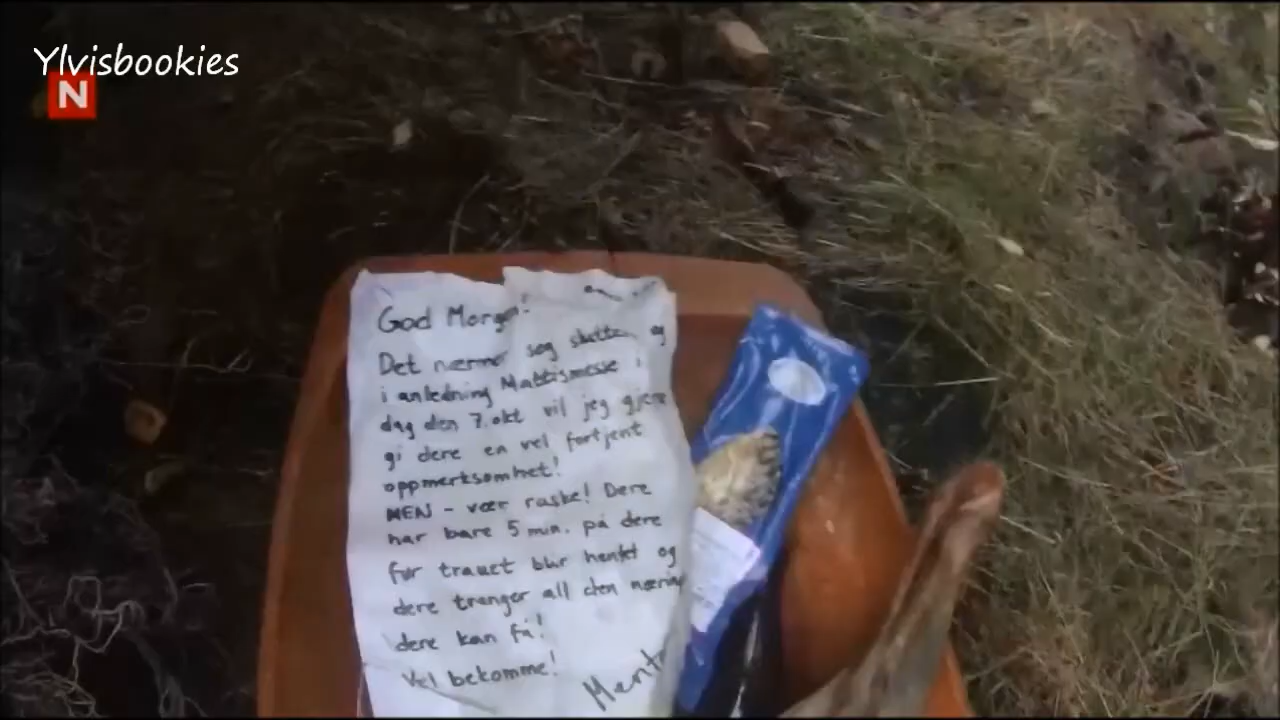 Ylvisbookies
N
God Morgen!
Det nærmer seg slutten og
i anledning Mattismesse i
dag den 7. okt vil jeg gjerne
gi dere en vel fortjent
oppmerksomhet!
MEN - vær raske! Dere
har bare 5 min. på dere
før trauet blir hentet og
dere trenger all den næring
dere kan få!
Vel bekomme!